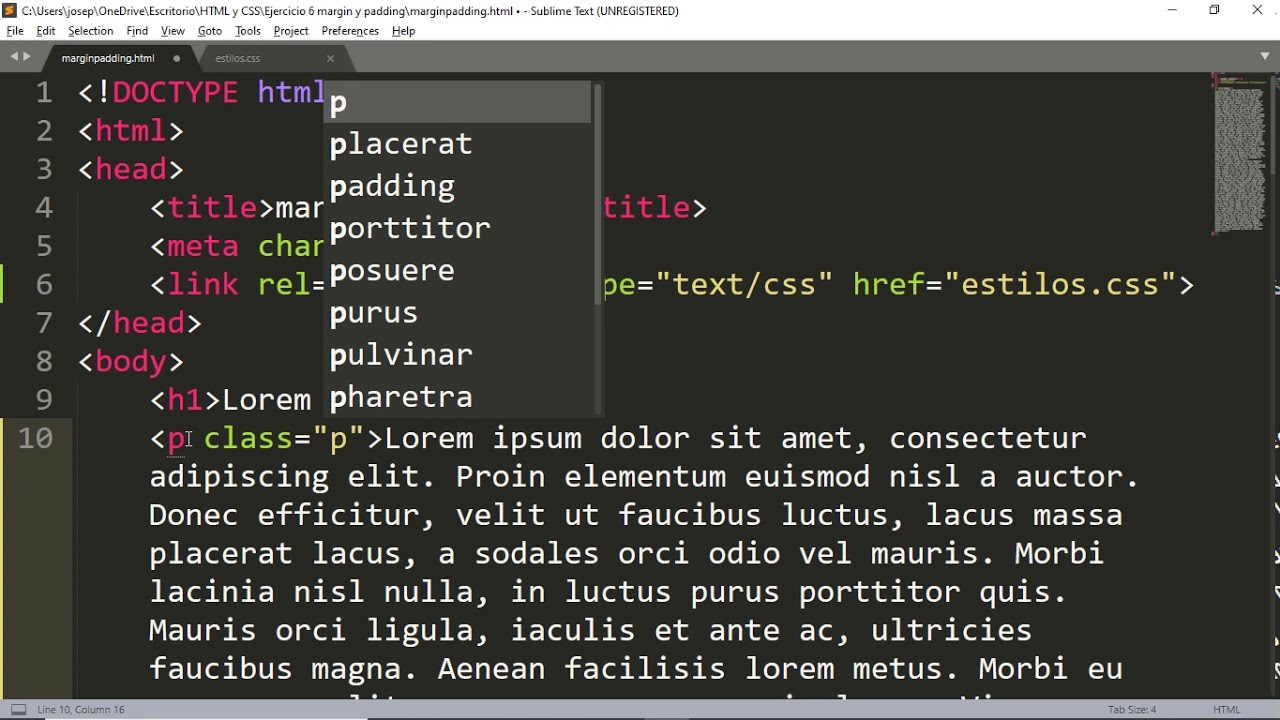 C:\Users\josep\OneDrive\Escritorio\HTML y CSS\Ejercicio 6 margin y padding\marginpadding.html • - Sublime Text (UNREGISTERED)
File Edit Selection Find View Goto Tools Project Preferences Help
marginpadding.html estilos.css
1 <!DOCTYPE html
p
2 <html>
placerat
3 <head>
padding
4 <title>mar title>
porttitor
5 <meta char
posuere
6 <link rel= pe="text/css" href="estilos.css">
purus
7 </head>
pulvinar
8 <body>
pharetra
9 <h1>Lorem
10 <p class="p">Lorem ipsum dolor sit amet, consectetur
adipiscing elit. Proin elementum euismod nisl a auctor.
Donec efficitur, velit ut faucibus luctus, lacus massa
placerat lacus, a sodales orci odio vel mauris. Morbi
lacinia nisl nulla, in luctus purus porttitor quis.
Mauris orci ligula, iaculis et ante ac, ultricies
faucibus magna. Aenean facilisis lorem metus. Morbi eu
Line 10, Column 16 Tab Size: 4 HTML